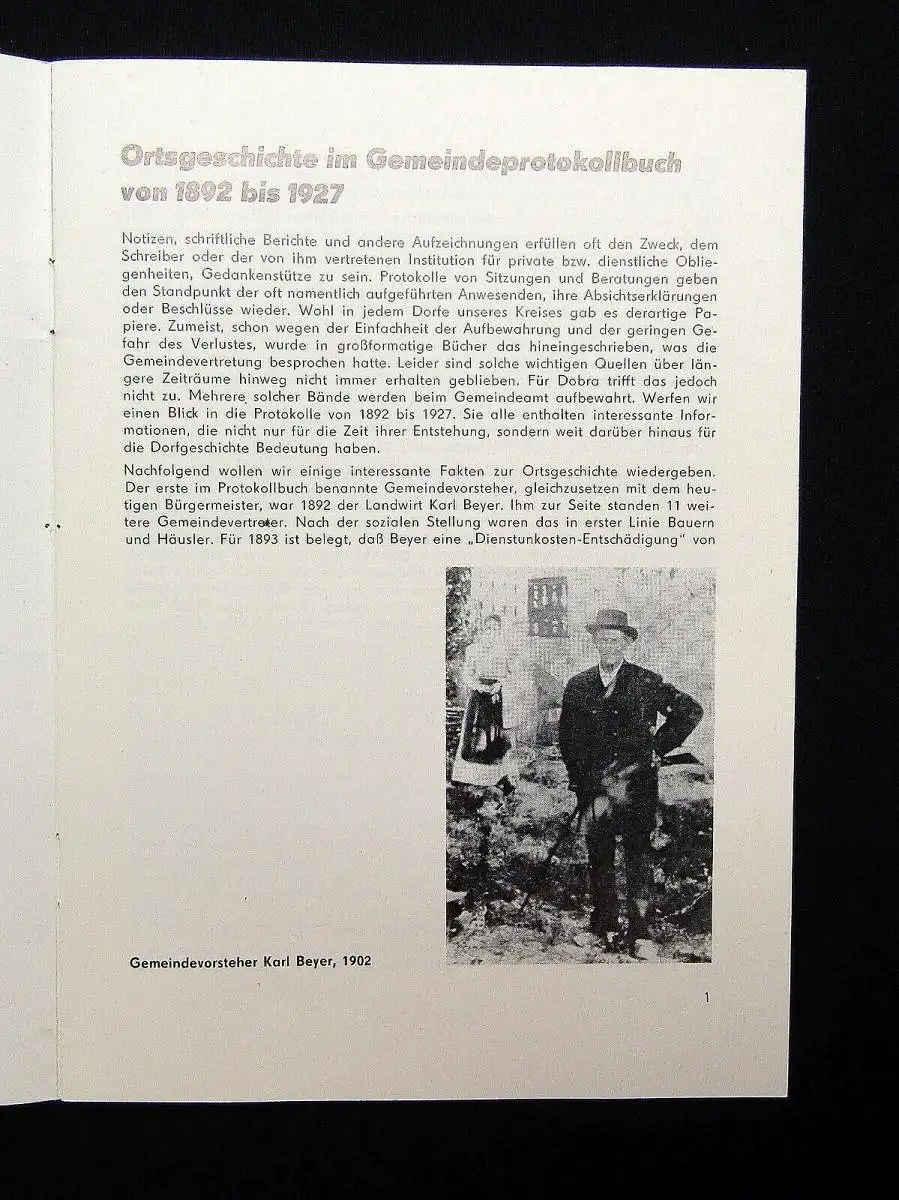 Ortsgeschichte im Gemeindeprotokollbuch
von 1892 bis 1927
Notizen, schriftliche Berichte und andere Aufzeichnungen erfüllen oft den Zweck, dem
Schreiber oder der von ihm vertretenen Institution für private bzw. dienstliche Oblie-
genheiten, Gedankenstütze zu sein. Protokolle von Sitzungen und Beratungen geben
den Standpunkt der oft namentlich aufgeführten Anwesenden, ihre Absichtserklärungen
oder Beschlüsse wieder. Wohl in jedem Dorfe unseres Kreises gab es derartige Pa-
piere. Zumeist, schon wegen der Einfachheit der Aufbewahrung und der geringen Ge-
fahr des Verlustes, wurde in großformatige Bücher das hineingeschrieben, was die
Gemeindevertretung besprochen hatte. Leider sind solche wichtigen Quellen über län-
gere Zeiträume hinweg nicht immer erhalten geblieben. Für Dobra trifft das jedoch
nicht zu. Mehrere solcher Bände werden beim Gemeindeamt aufbewahrt. Werfen wir
einen Blick in die Protokolle von 1892 bis 1927. Sie alle enthalten interessante Infor-
mationen, die nicht nur für die Zeit ihrer Entstehung, sondern weit darüber hinaus für
die Dorfgeschichte Bedeutung haben.
Nachfolgend wollen wir einige interessante Fakten zur Ortsgeschichte wiedergeben.
Der erste im Protokollbuch benannte Gemeindevorsteher, gleichzusetzen mit dem heu-
tigen Bürgermeister, war 1892 der Landwirt Karl Beyer. Ihm zur Seite standen 11 wei-
tere Gemeindevertreter. Nach der sozialen Stellung waren das in erster Linie Bauern
und Häusler. Für 1893 ist belegt, daß Beyer eine „Dienstunkosten-Entschädigung" von
Gemeindevorsteher Karl Beyer, 1902
1